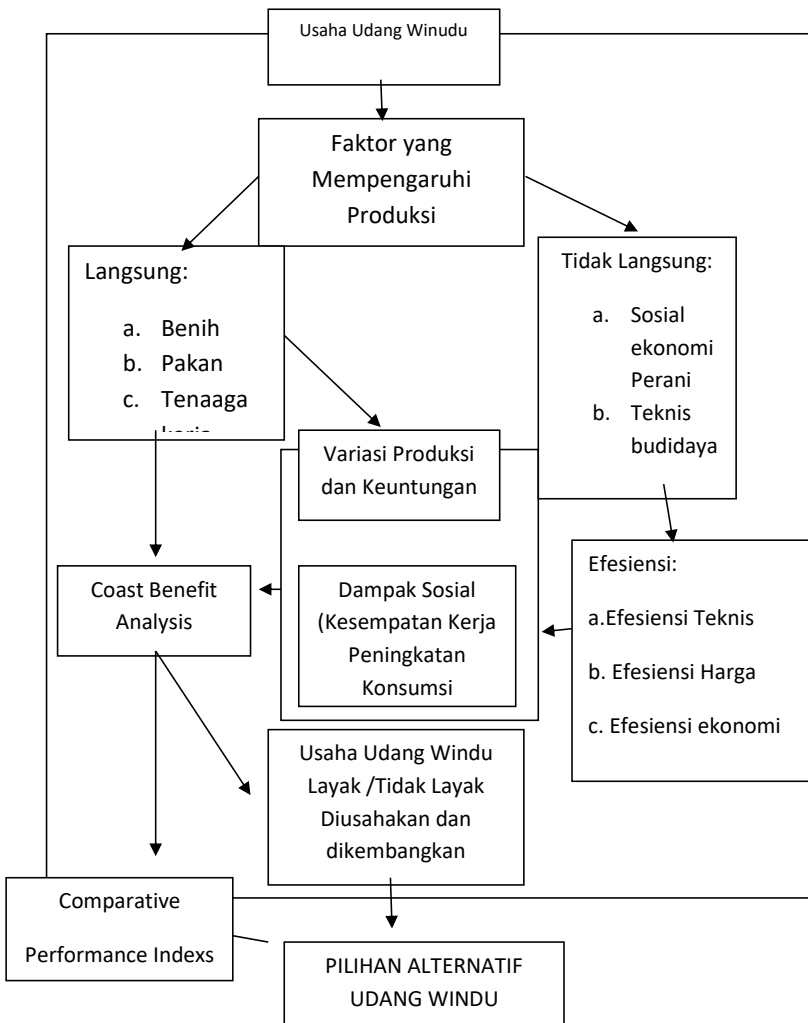 Usaha Udang Winudu
Faktor yang
Mempengaruhi
Produksi
Langsung:
a. Benih
b. Pakan
c. Tenaaga
Tidak Langsung:
a. Sosial
ekonomi
Perani
b. Teknis
budidaya
Variasi Produksi
dan Keuntungan
Dampak Sosial
(Kesempatan Kerja
Peningkatan
Konsumsi
Coast Benefit
Analysis
Efesiensi:
a.Efesiensi Teknis
b. Efesiensi Harga
c. Efesiensi ekonomi
Usaha Udang Windu
Layak /Tidak Layak
Diusahakan dan
dikembangkan
Comparative
Performance Indexs
PILIHAN ALTERNATIF
UDANG WINDU